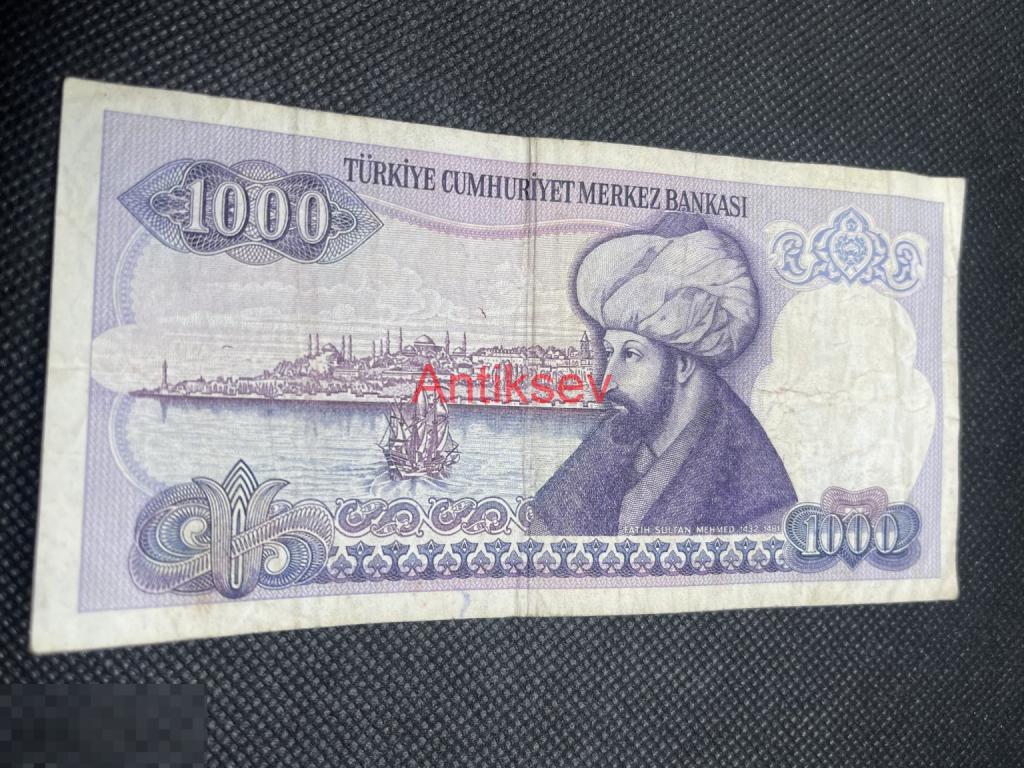 TÜRKİYE CUMHURİYET MERKEZ BANKASI
1000
Antiksev
FATİH SULTAN MEHMED 1432-1481
1000